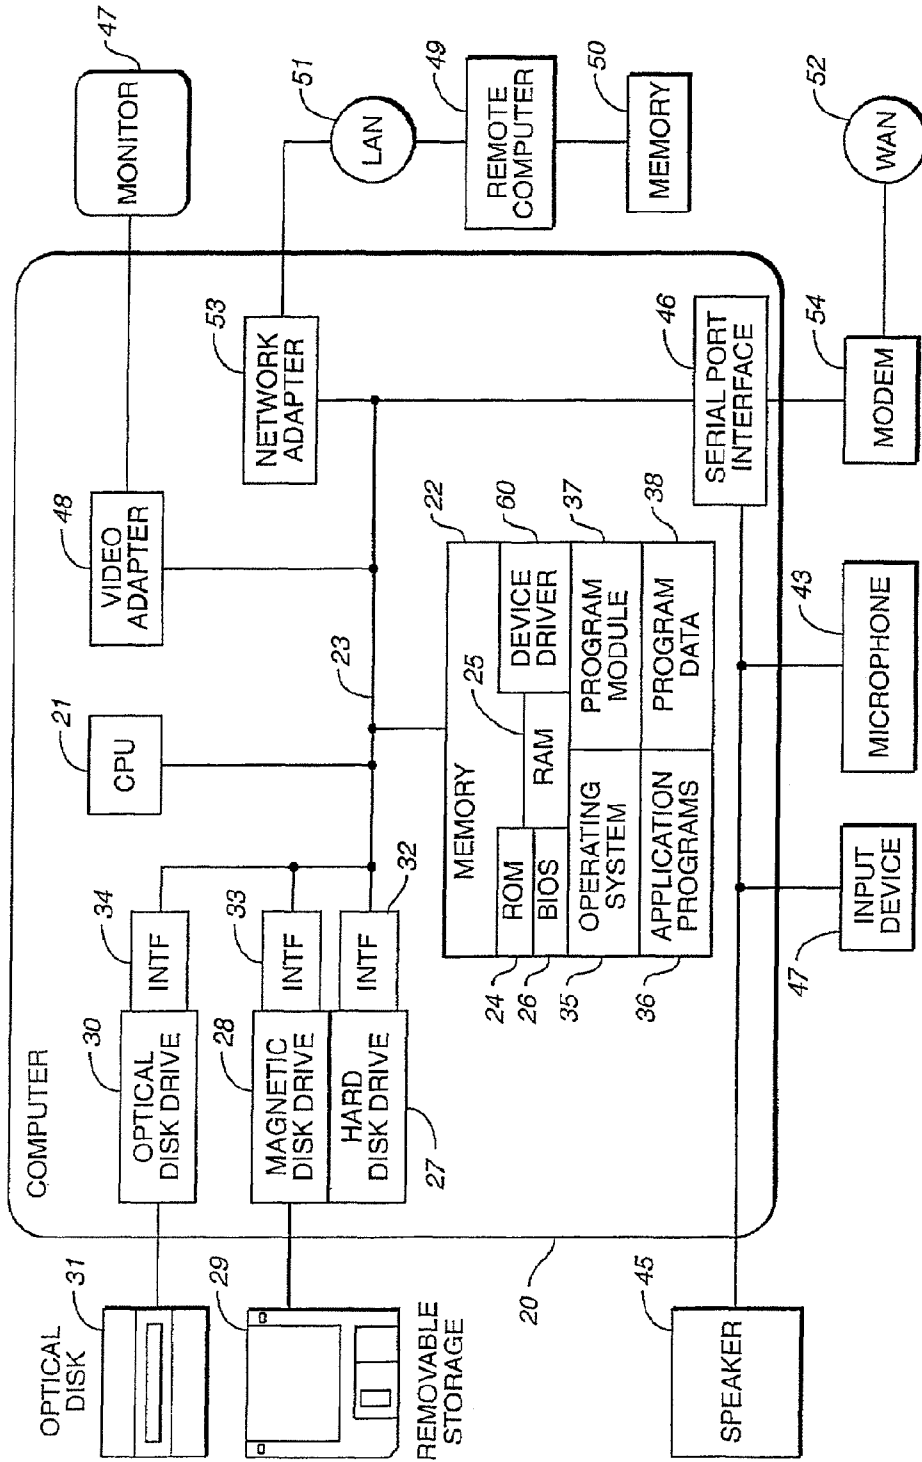 COMPUTER
20
OPTICAL
DISK
31
OPTICAL
DISK DRIVE
30
INTF
34
CPU
21
VIDEO
ADAPTER
48
MONITOR
47
29
REMOVABLE
STORAGE
MAGNETIC
DISK DRIVE
28
INTF
33
HARD
DISK DRIVE
27
INTF
32
23
NETWORK
ADAPTER
53
LAN
51
REMOTE
COMPUTER
49
MEMORY
50
MEMORY
22
ROM
24
BIOS
26
RAM
25
DEVICE
DRIVER
60
OPERATING
SYSTEM
35
PROGRAM
MODULE
37
APPLICATION
PROGRAMS
36
PROGRAM
DATA
38
SERIAL PORT
INTERFACE
46
SPEAKER
45
INPUT
DEVICE
47
MICROPHONE
43
MODEM
54
WAN
52